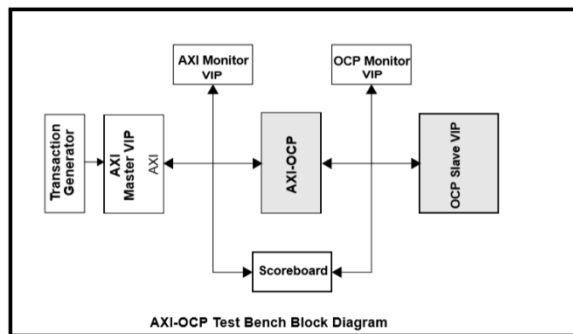 AXI Monitor
VIP
OCP Monitor
VIP
Transaction
Generator
AXI
Master VIP
AXI
AXI-OCP
OCP Slave VIP
Scoreboard
AXI-OCP Test Bench Block Diagram